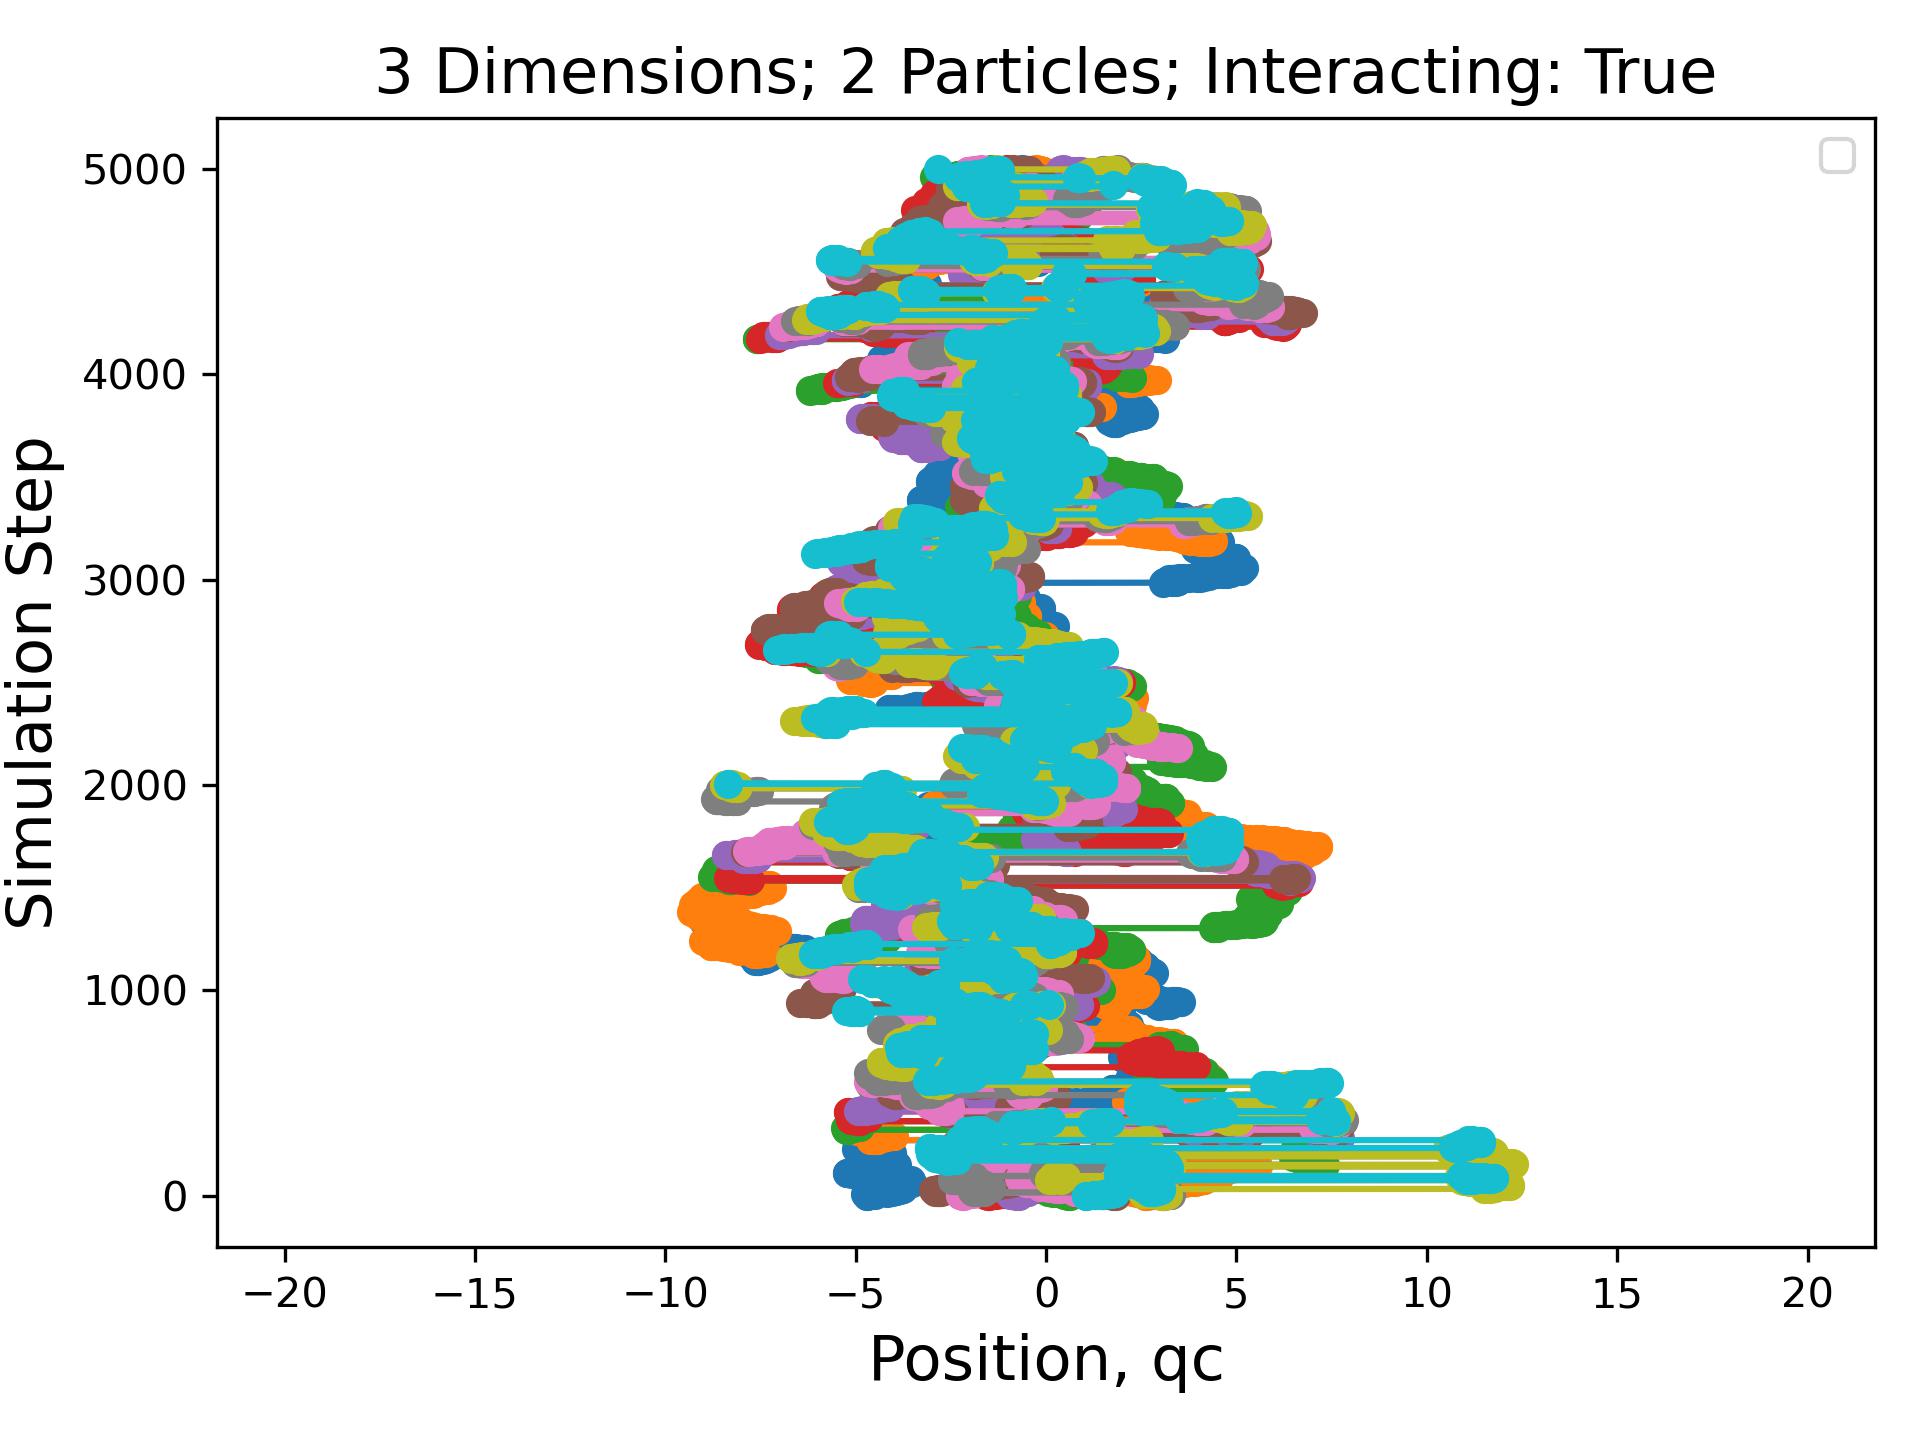 3 Dimensions; 2 Particles; Interacting: True
Simulation Step
5000
4000
3000
2000
1000
0
−20 −15 −10 −5 0 5 10 15 20
Position, qc